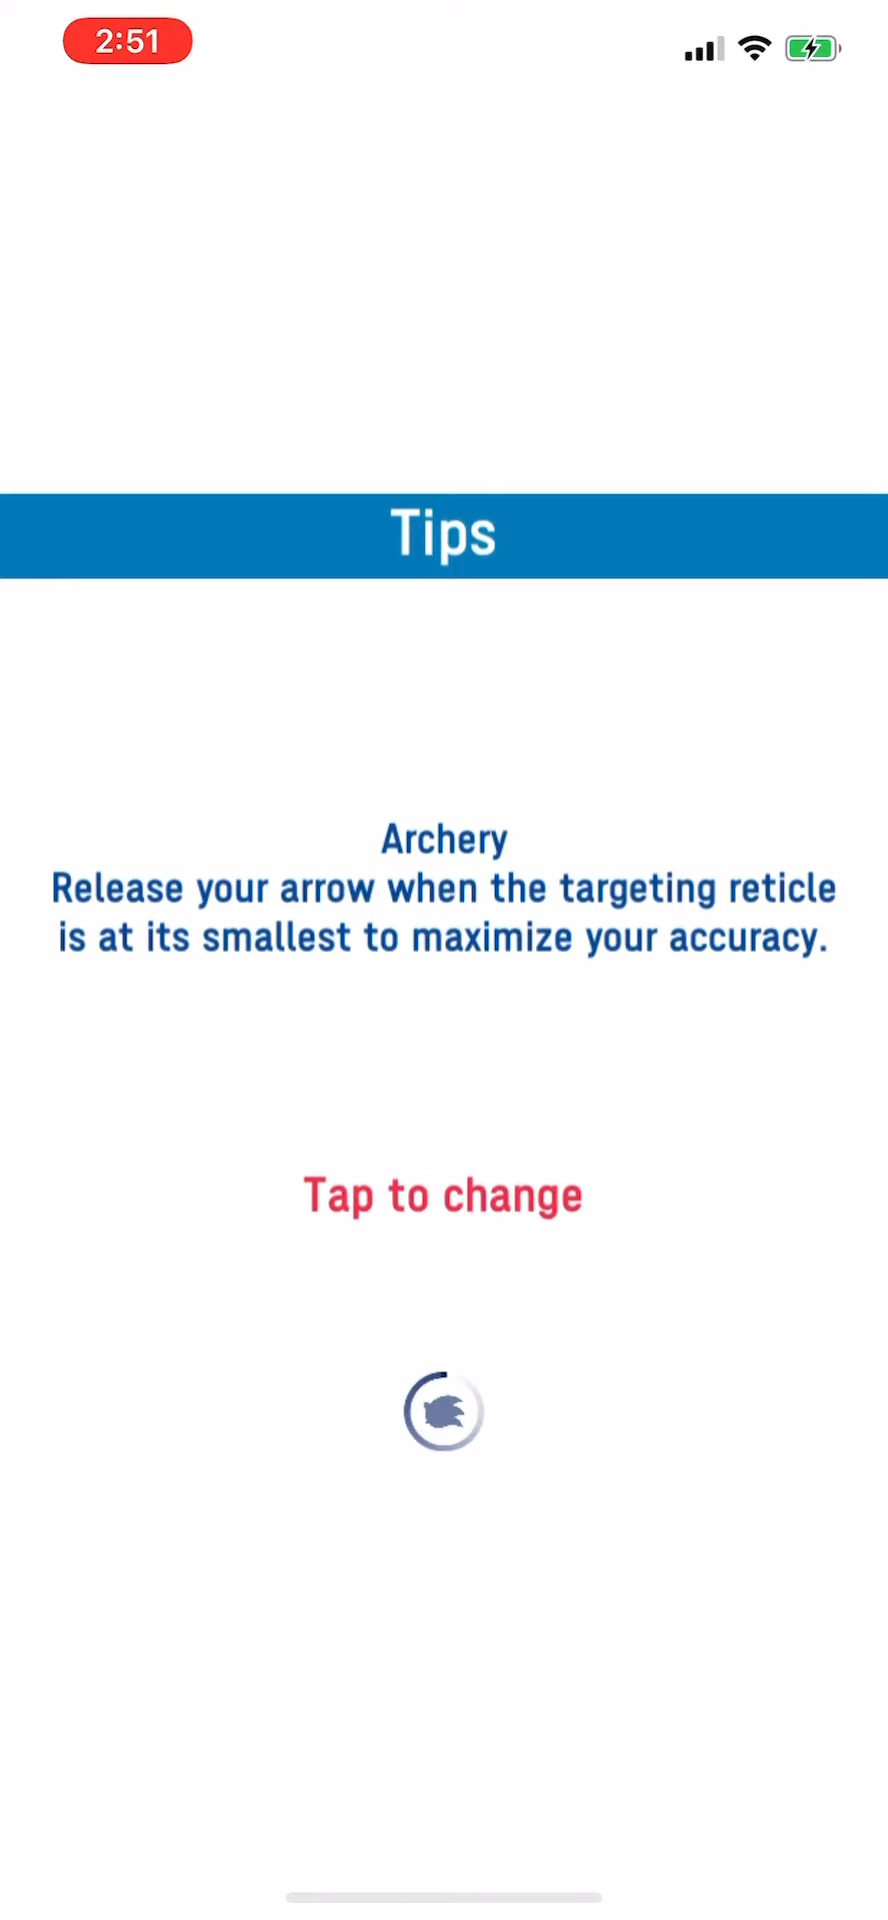 2:51
Tips
Archery
Release your arrow when the targeting reticle
is at its smallest to maximize your accuracy.
Tap to change